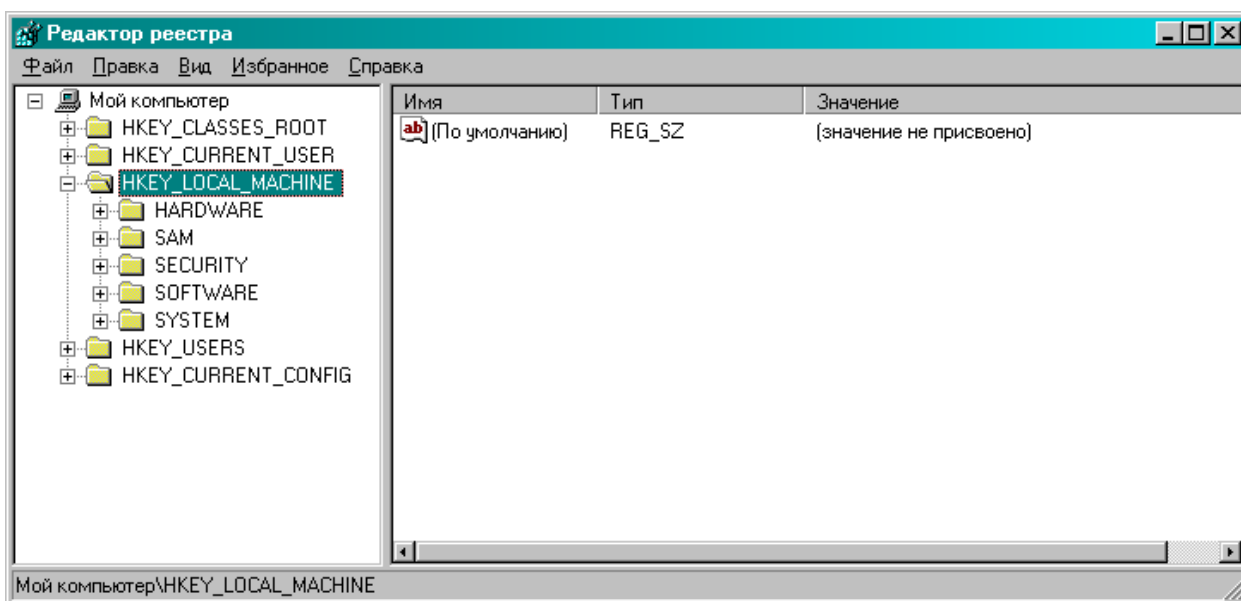 Редактор реестра
Файл Правка Вид Избранное Справка
Мой компьютер
HKEY_CLASSES_ROOT
HKEY_CURRENT_USER
HKEY_LOCAL_MACHINE
HARDWARE
SAM
SECURITY
SOFTWARE
SYSTEM
HKEY_USERS
HKEY_CURRENT_CONFIG
Имя Тип Значение
ab (По умолчанию) REG_SZ (значение не присвоено)
Мой компьютер\HKEY_LOCAL_MACHINE